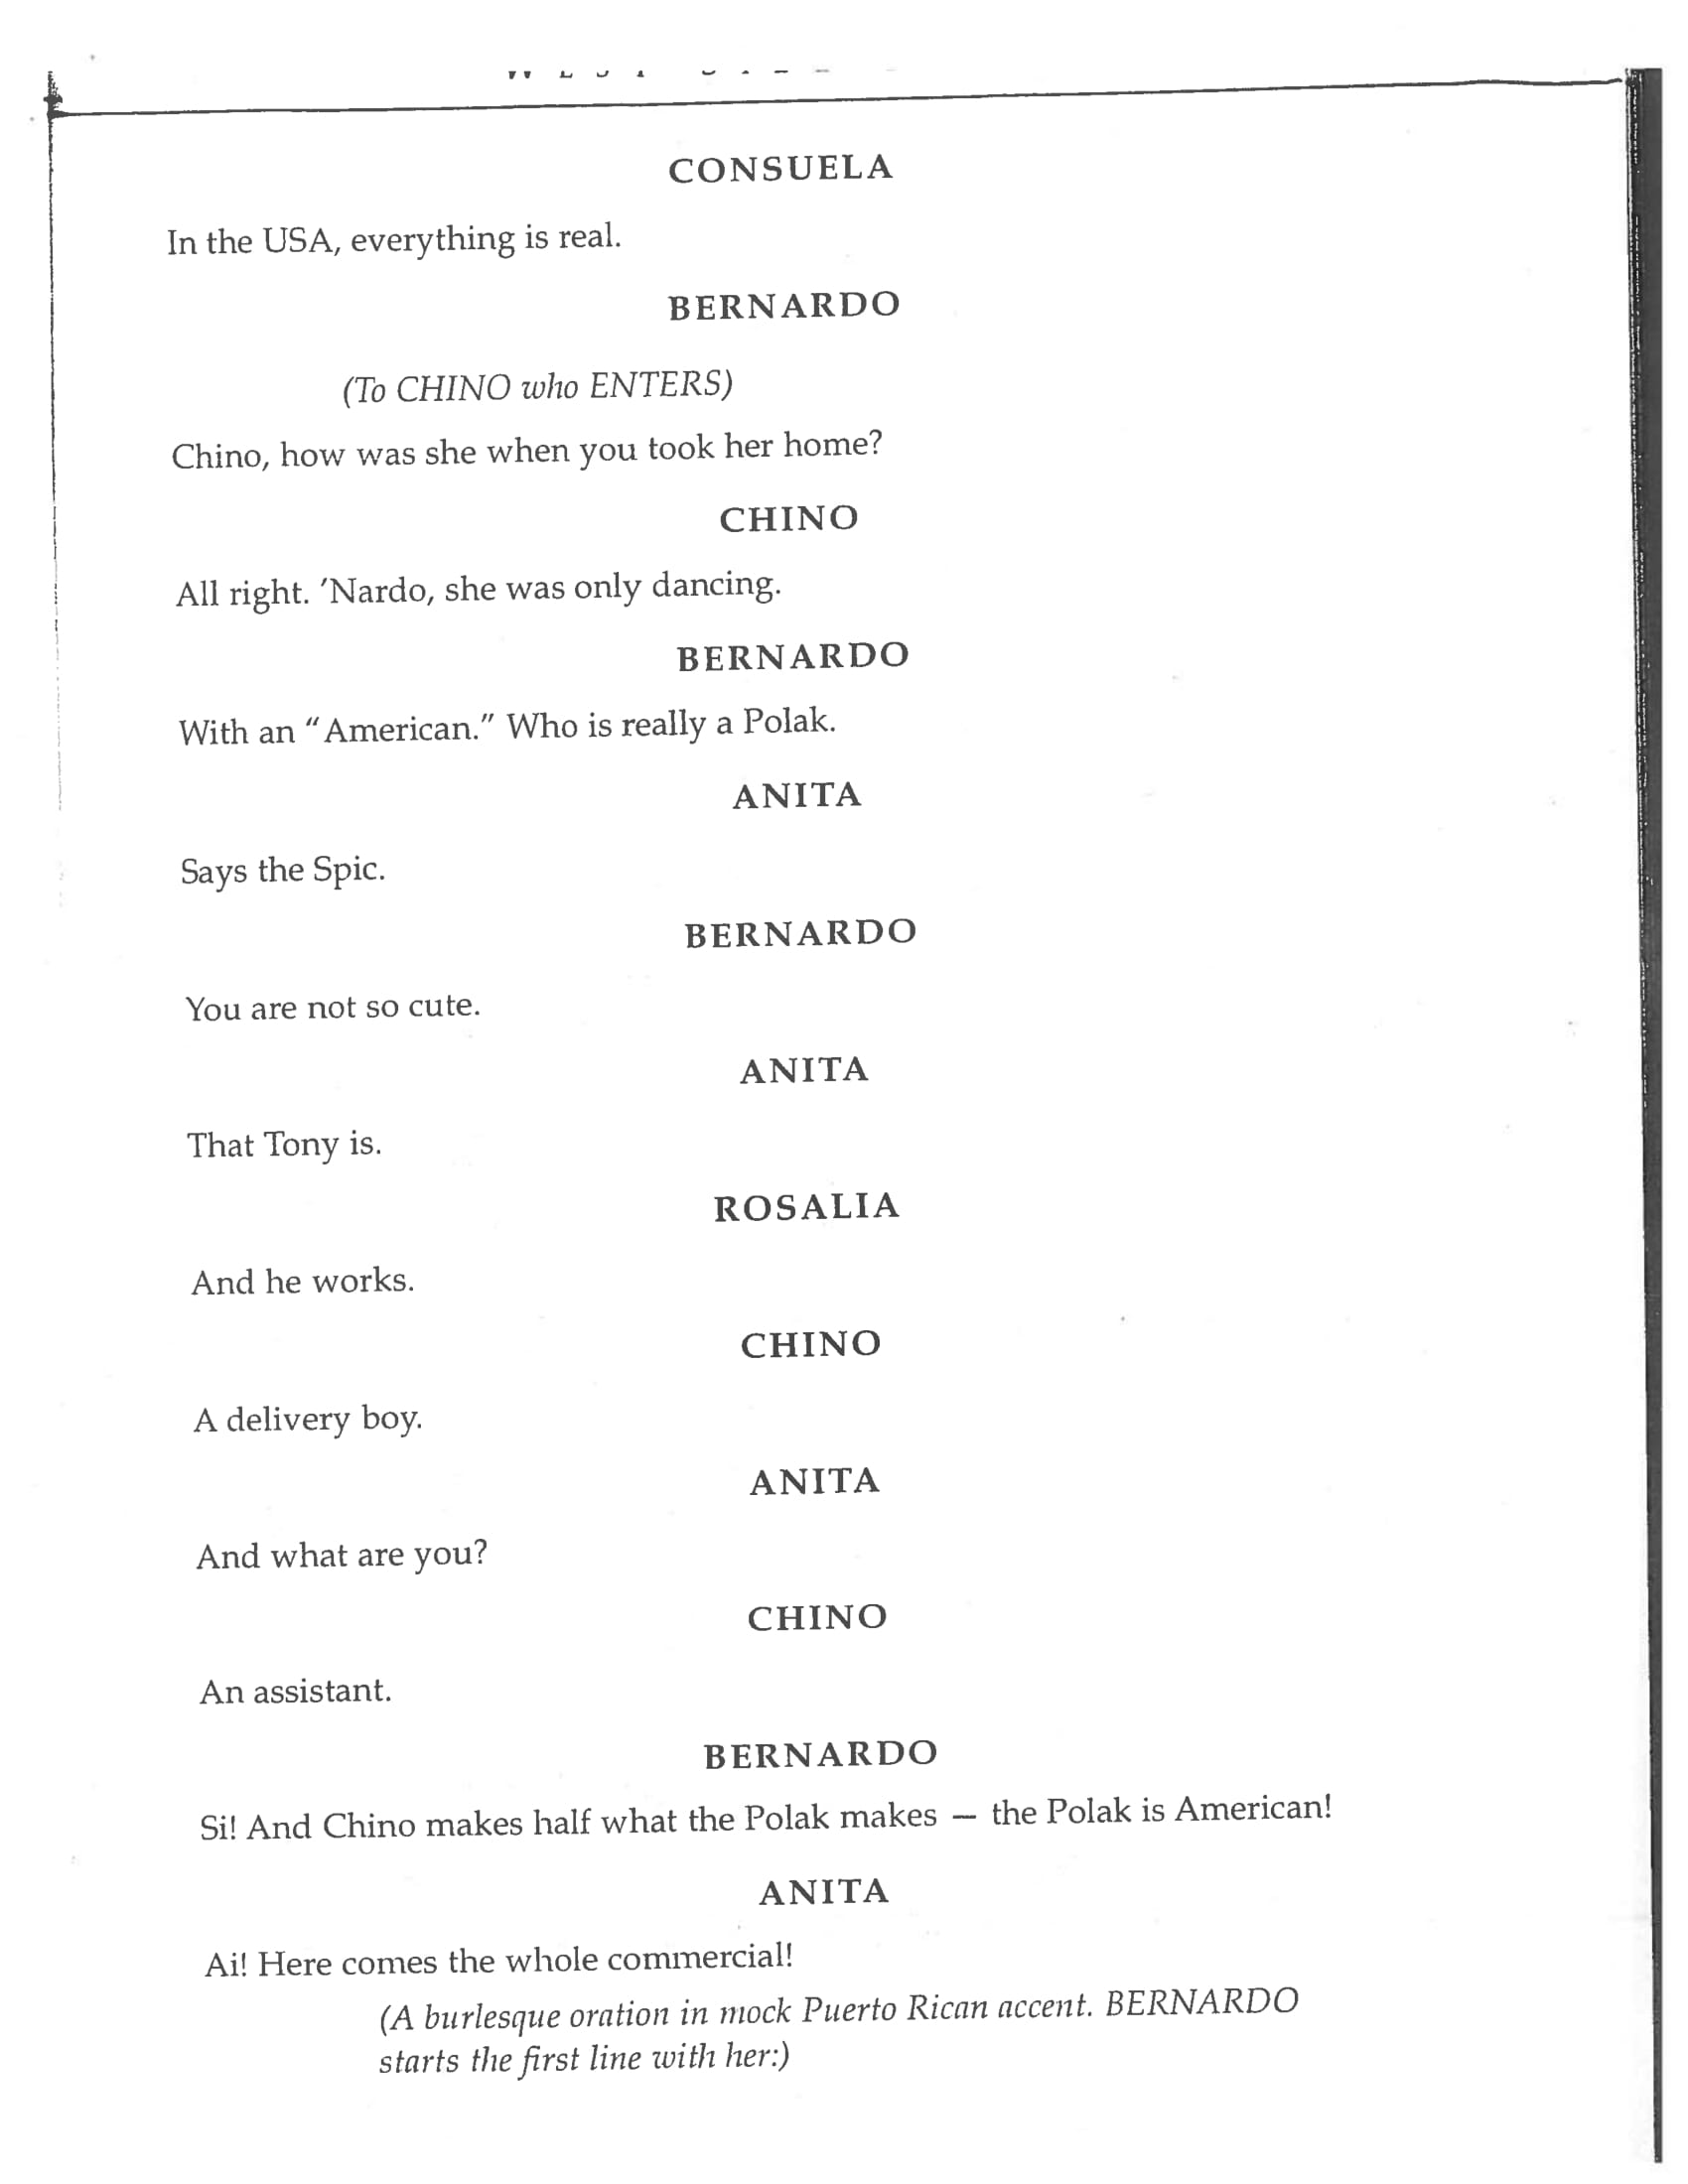 CONSUELA
In the USA, everything is real.
BERNARDO
(To CHINO who ENTERS)
Chino, how was she when you took her home?
CHINO
All right. ’Nardo, she was only dancing.
BERNARDO
With an “American.” Who is really a Polak.
ANITA
Says the Spic.
BERNARDO
You are not so cute.
ANITA
That Tony is.
ROSALIA
And he works.
CHINO
A delivery boy.
ANITA
And what are you?
CHINO
An assistant.
BERNARDO
Si! And Chino makes half what the Polak makes — the Polak is American!
ANITA
Ai! Here comes the whole commercial!
(A burlesque oration in mock Puerto Rican accent. BERNARDO
starts the first line with her:)